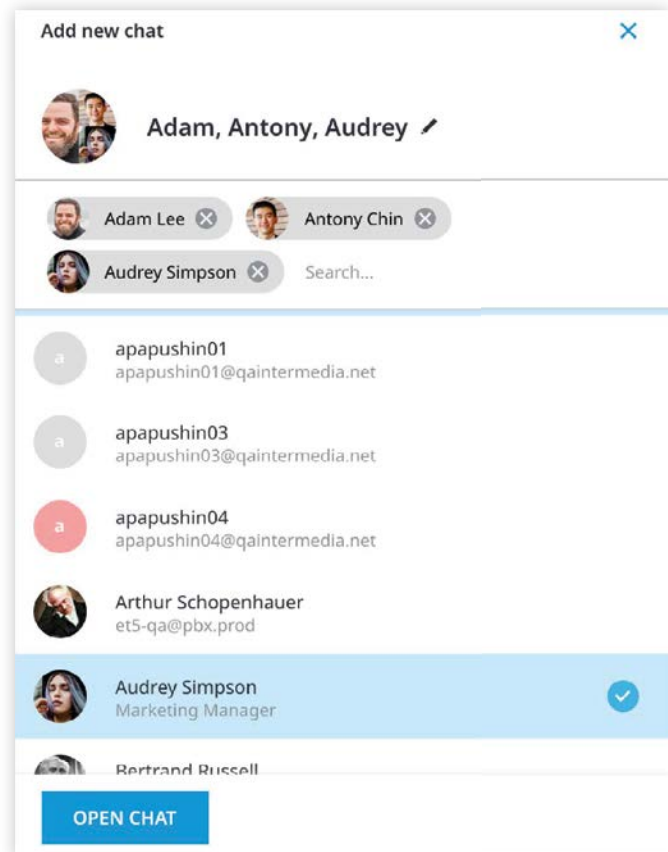 Add new chat
Adam, Antony, Audrey
Adam Lee
Antony Chin
Audrey Simpson
Search...
a
apapushin01
apapushin01@qaintermedia.net
a
apapushin03
apapushin03@qaintermedia.net
a
apapushin04
apapushin04@qaintermedia.net
Arthur Schopenhauer
et5-qa@pbx.prod
Audrey Simpson
Marketing Manager
Bertrand Russell
OPEN CHAT